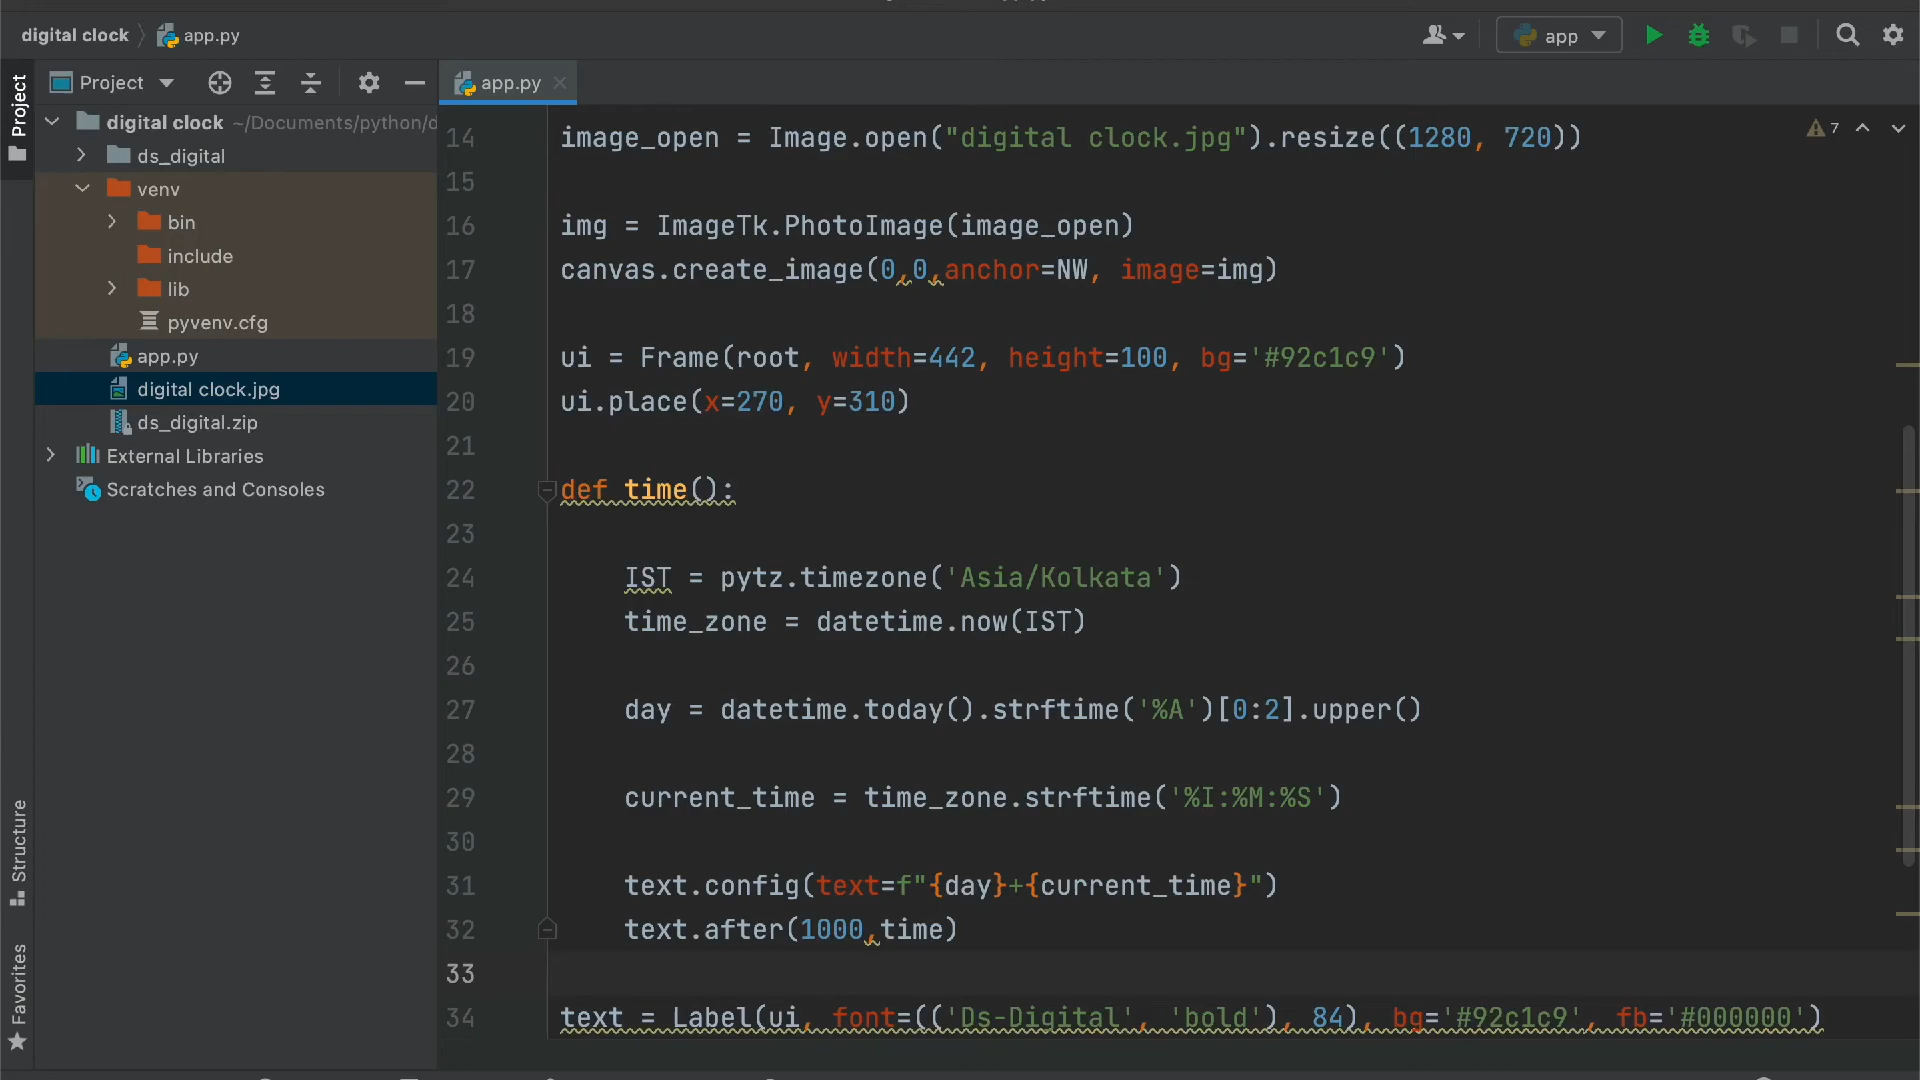 digital clock
app.py
app
Project
Project
app.py
digital clock ~/Documents/python/d
ds_digital
venv
bin
include
lib
pyvenv.cfg
app.py
digital clock.jpg
ds_digital.zip
External Libraries
Scratches and Consoles
Structure
Favorites
7
14 image_open = Image.open("digital clock.jpg").resize((1280, 720))
15
16 img = ImageTk.PhotoImage(image_open)
17 canvas.create_image(0,0,anchor=NW, image=img)
18
19 ui = Frame(root, width=442, height=100, bg='#92c1c9')
20 ui.place(x=270, y=310)
21
22 def time():
23
24 IST = pytz.timezone('Asia/Kolkata')
25 time_zone = datetime.now(IST)
26
27 day = datetime.today().strftime('%A')[0:2].upper()
28
29 current_time = time_zone.strftime('%I:%M:%S')
30
31 text.config(text=f"{day}+{current_time}")
32 text.after(1000,time)
33
34 text = Label(ui, font=(('Ds-Digital', 'bold'), 84), bg='#92c1c9', fb='#000000')